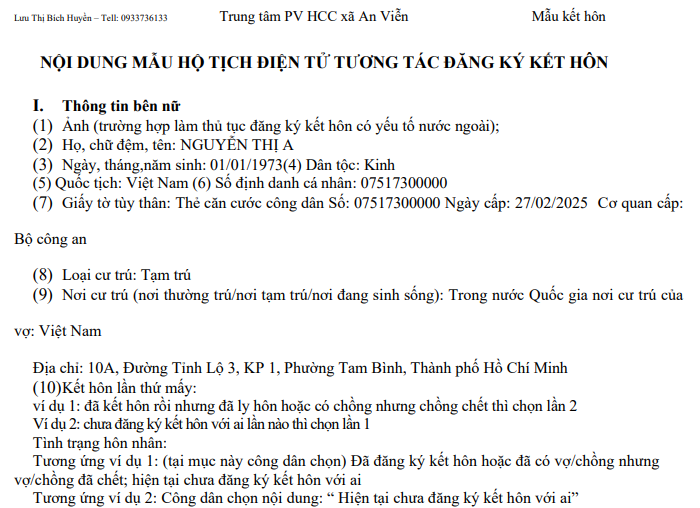 Lưu Thị Bích Huyền – Tell: 0933736133 Trung tâm PV HCC xã An Viễn Mẫu kết hôn
NỘI DUNG MẪU HỘ TỊCH ĐIỆN TỬ TƯƠNG TÁC ĐĂNG KÝ KẾT HÔN
I. Thông tin bên nữ
(1) Ảnh (trường hợp làm thủ tục đăng ký kết hôn có yếu tố nước ngoài);
(2) Họ, chữ đệm, tên: NGUYỄN THỊ A
(3) Ngày, tháng,năm sinh: 01/01/1973(4) Dân tộc: Kinh
(5) Quốc tịch: Việt Nam (6) Số định danh cá nhân: 07517300000
(7) Giấy tờ tùy thân: Thẻ căn cước công dân Số: 07517300000 Ngày cấp: 27/02/2025 Cơ quan cấp:
Bộ công an
(8) Loại cư trú: Tạm trú
(9) Nơi cư trú (nơi thường trú/nơi tạm trú/nơi đang sinh sống): Trong nước Quốc gia nơi cư trú của
vợ: Việt Nam
Địa chỉ: 10A, Đường Tỉnh Lộ 3, KP 1, Phường Tam Bình, Thành phố Hồ Chí Minh
(10)Kết hôn lần thứ mấy:
ví dụ 1: đã kết hôn rồi nhưng đã ly hôn hoặc có chồng nhưng chồng chết thì chọn lần 2
Ví dụ 2: chưa đăng ký kết hôn với ai lần nào thì chọn lần 1
Tình trạng hôn nhân:
Tương ứng ví dụ 1: (tại mục này công dân chọn) Đã đăng ký kết hôn hoặc đã có vợ/chồng nhưng
vợ/chồng đã chết; hiện tại chưa đăng ký kết hôn với ai
Tương ứng ví dụ 2: Công dân chọn nội dung: “ Hiện tại chưa đăng ký kết hôn với ai”